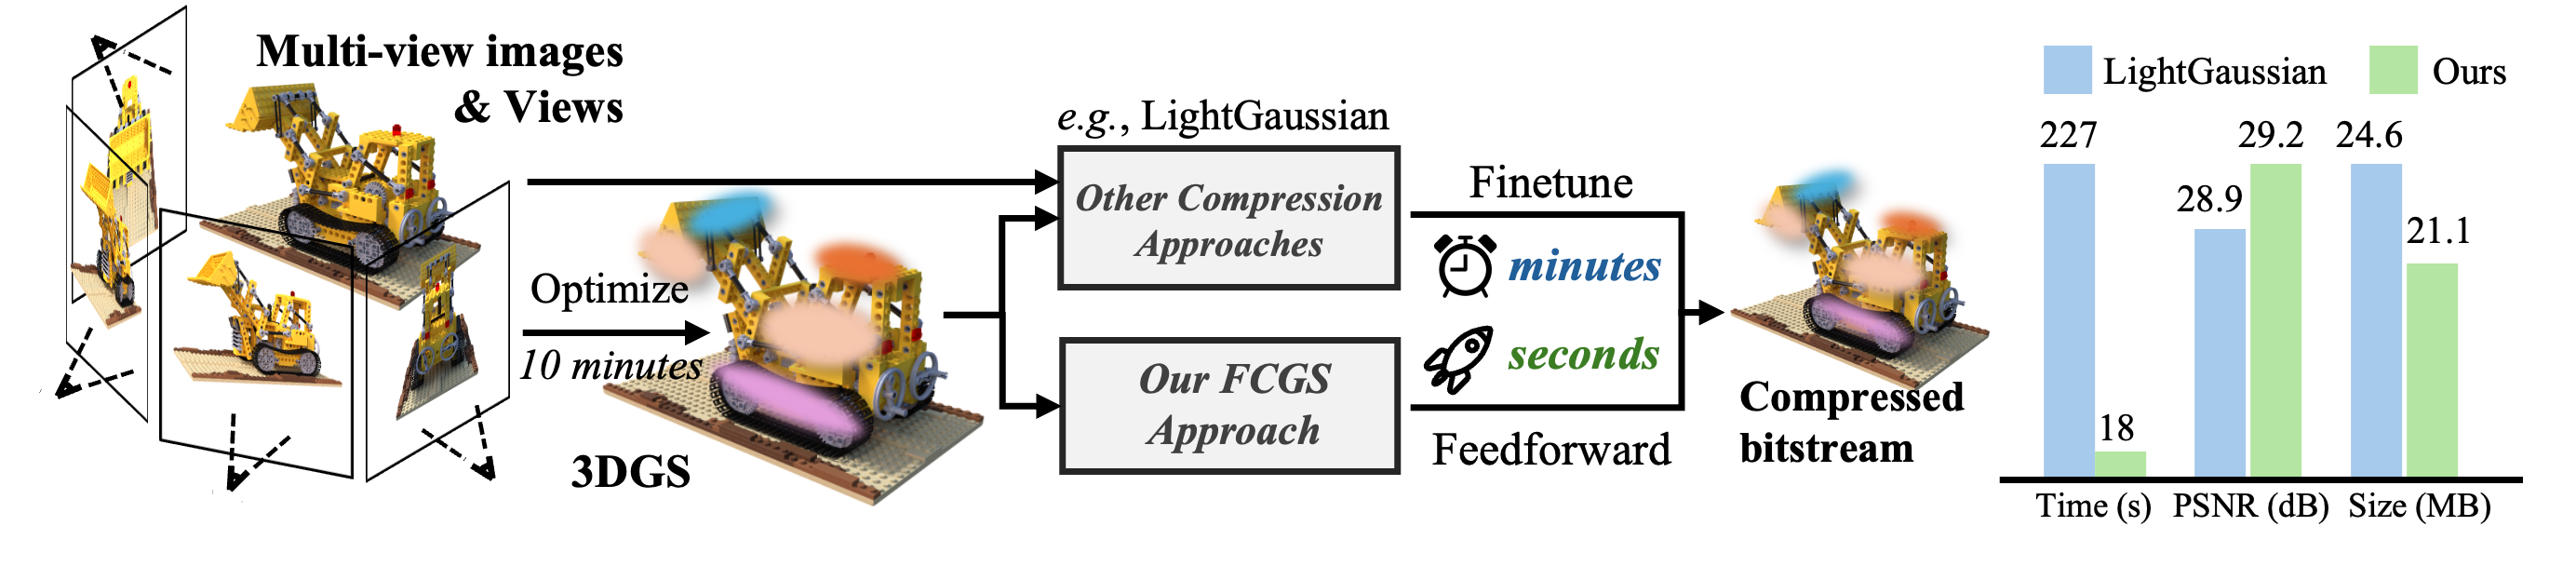 Multi-view images
& Views
Optimize
10 minutes
3DGS
e.g., LightGaussian
Other Compression
Approaches
Our FCGS
Approach
Finetune
minutes
seconds
Feedforward
Compressed
bitstream
LightGaussian
Ours
227
18
28.9
29.2
24.6
21.1
Time (s)
PSNR (dB)
Size (MB)